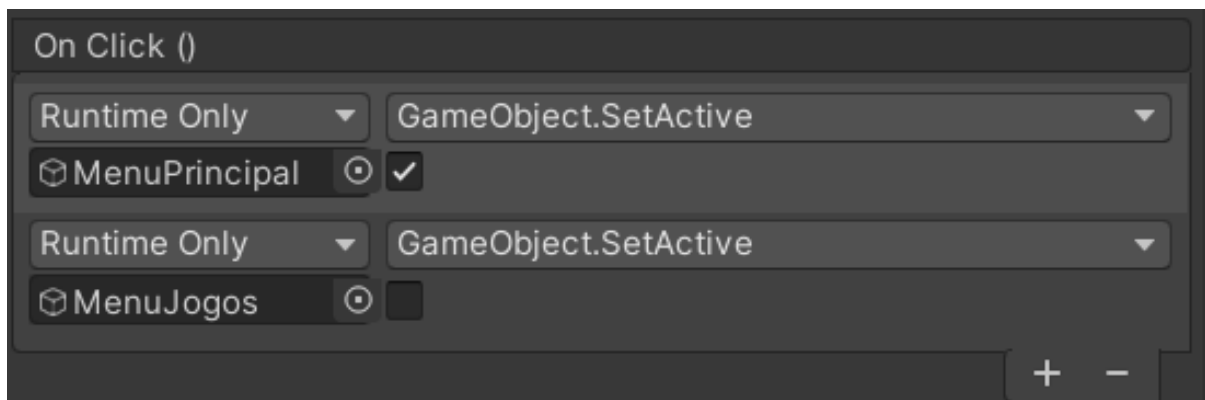 On Click ()
Runtime Only GameObject.SetActive
MenuPrincipal
Runtime Only GameObject.SetActive
MenuJogos